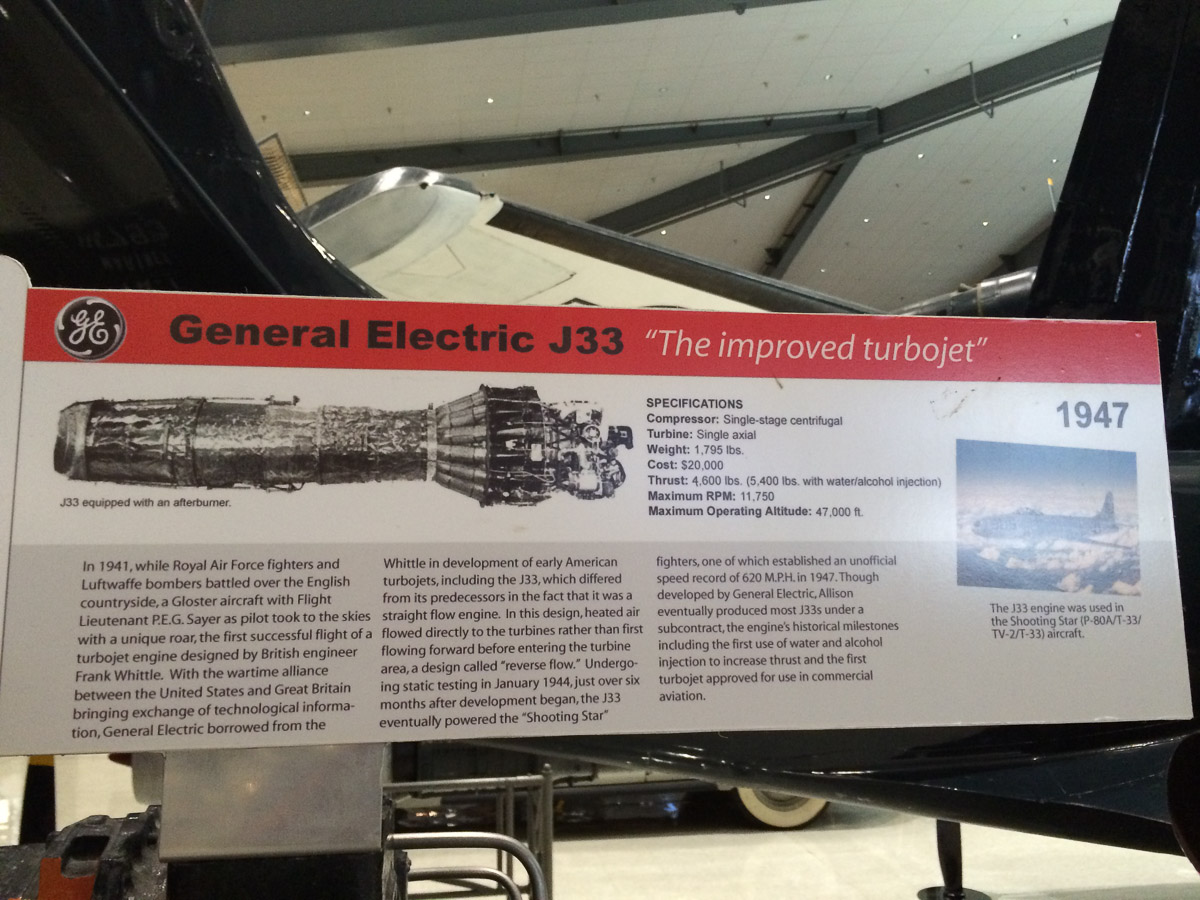 GE
General Electric J33 "The improved turbojet"
1947
SPECIFICATIONS
Compressor: Single-stage centrifugal
Turbine: Single axial
Weight: 1,795 lbs.
Cost: $20,000
Thrust: 4,600 lbs. (5,400 lbs. with water/alcohol injection)
Maximum RPM: 11,750
Maximum Operating Altitude: 47,000 ft.
J33 equipped with an afterburner.
In 1941, while Royal Air Force fighters and
Luftwaffe bombers battled over the English
countryside, a Gloster aircraft with Flight
Lieutenant P.E.G. Sayer as pilot took to the skies
with a unique roar, the first successful flight of a
turbojet engine designed by British engineer
Frank Whittle. With the wartime alliance
between the United States and Great Britain
bringing exchange of technological informa-
tion, General Electric borrowed from the
Whittle in development of early American
turbojets, including the J33, which differed
from its predecessors in the fact that it was a
straight flow engine. In this design, heated air
flowed directly to the turbines rather than first
flowing forward before entering the turbine
area, a design called "reverse flow." Undergo-
ing static testing in January 1944, just over six
months after development began, the J33
eventually powered the "Shooting Star"
fighters, one of which established an unofficial
speed record of 620 M.P.H. in 1947. Though
developed by General Electric, Allison
eventually produced most J33s under a
subcontract, the engine's historical milestones
including the first use of water and alcohol
injection to increase thrust and the first
turbojet approved for use in commercial
aviation.
The J33 engine was used in
the Shooting Star (P-80A/T-33/
TV-2/T-33) aircraft.